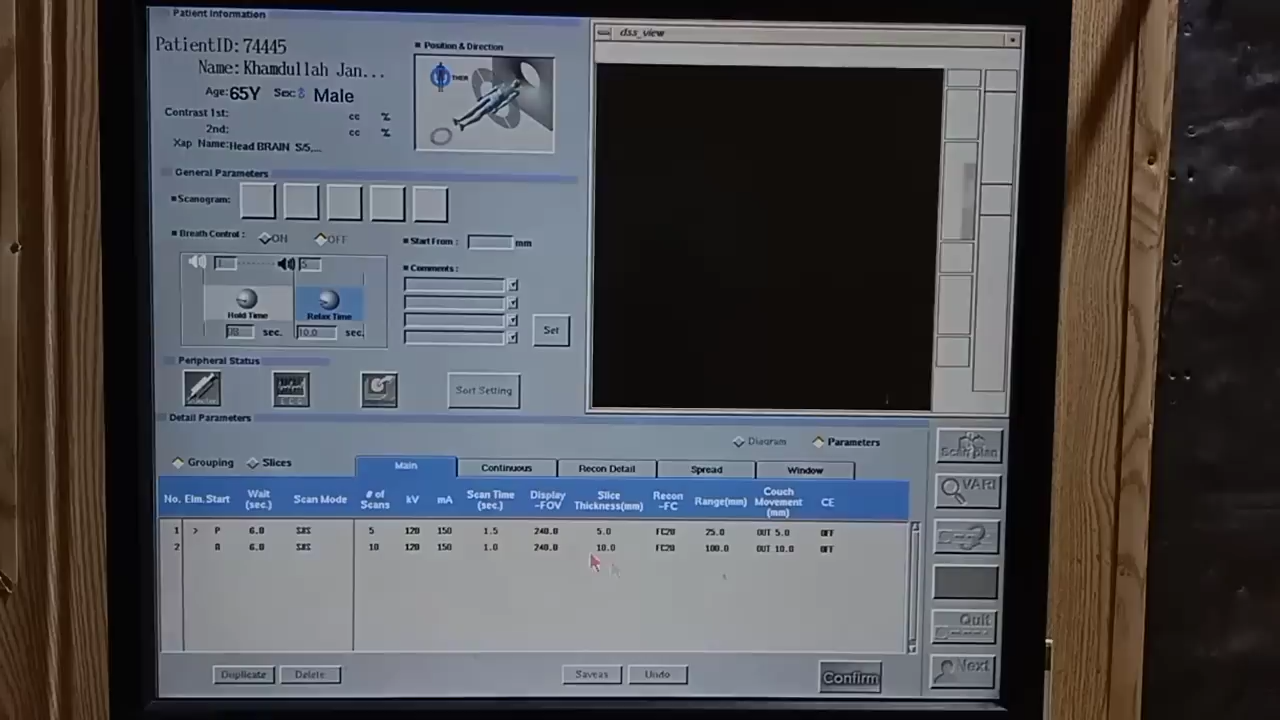 Patient Information
PatientID: 74445
Name: Khamdullah Jan...
Age: 65Y Sex: Male
Contrast 1st: cc %
2nd: cc %
Xap Name: Head BRAIN S/S,...
Position & Direction
General Parameters
Scanogram:
Breath Control: ON OFF
Start From: mm
Comments:
Hold Time Relax Time
sec. 10.0 sec.
Set
Peripheral Status
Sort Setting
dss_view
Detail Parameters
Diagram Parameters
Grouping Slices
Main Continuous Recon Detail Spread Window
No. Elm. Start Wait (sec.) Scan Mode # of Scans kV mA Scan Time (sec.) Display -FOV Slice Thickness(mm) Recon -FC Range(mm) Couch Movement (mm) CE
1 > P 6.0 S&S 5 120 150 1.5 240.0 5.0 FC20 25.0 OUT 5.0 OFF
2 6.0 S&S 10 120 150 1.0 240.0 10.0 FC20 100.0 OUT 10.0 OFF
Duplicate Delete Save as Undo Confirm
Scan plan
VARI
Quit
Next